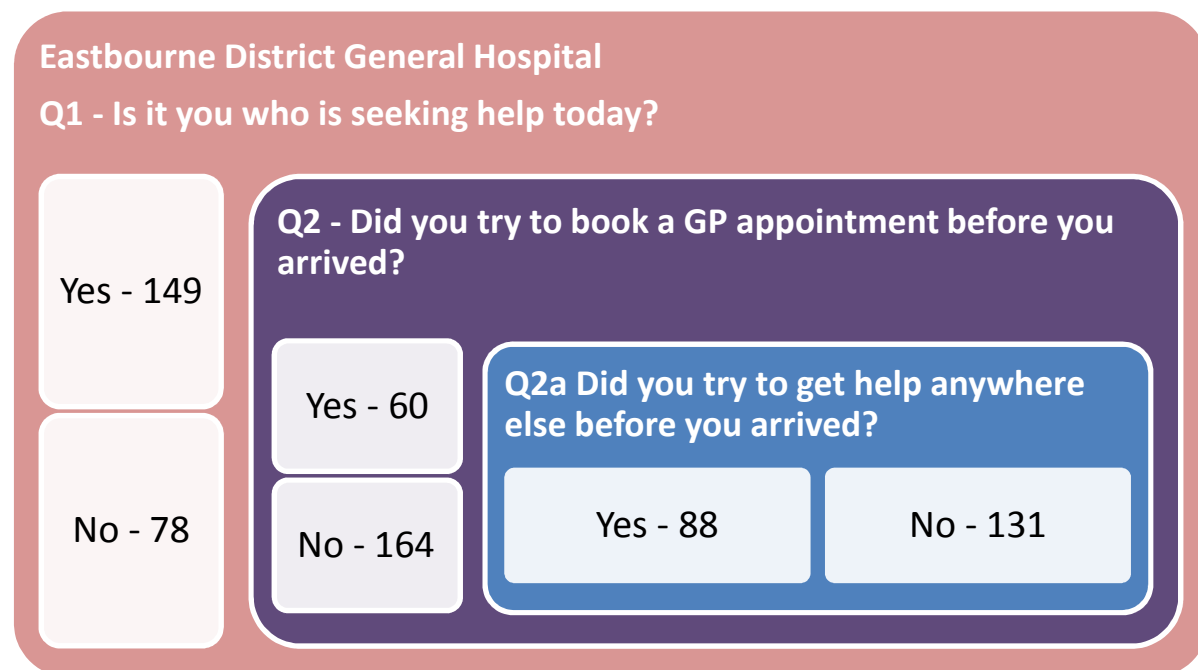 Eastbourne District General Hospital
Q1 - Is it you who is seeking help today?
Yes - 149
No - 78
Q2 - Did you try to book a GP appointment before you
arrived?
Yes - 60
No - 164
Q2a Did you try to get help anywhere
else before you arrived?
Yes - 88
No - 131